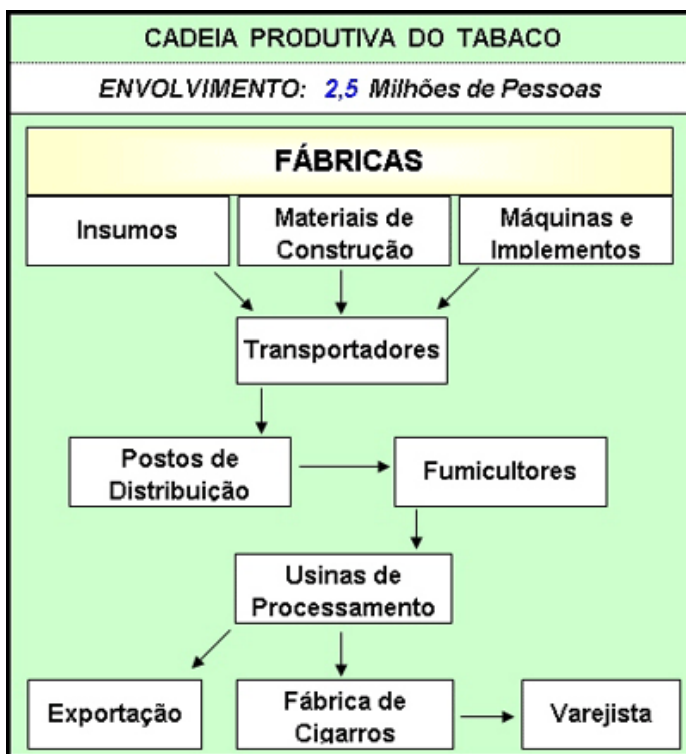 CADEIA PRODUTIVA DO TABACO
ENVOLVIMENTO: 2,5 Milhões de Pessoas
FÁBRICAS
Insumos
Materiais de
Construção
Máquinas e
Implementos
Transportadores
Postos de
Distribuição
Fumicultores
Usinas de
Processamento
Exportação
Fábrica de
Cigarros
Varejista